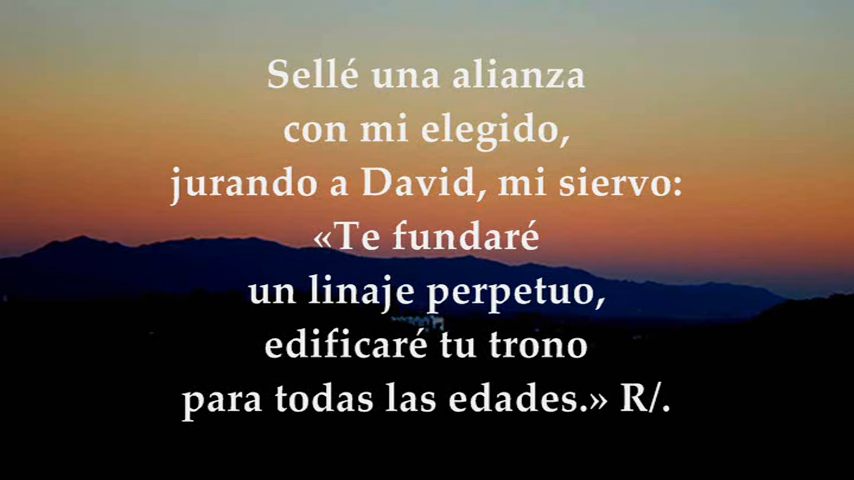 Sellé una alianza
con mi elegido,
jurando a David, mi siervo:
«Te fundaré
un linaje perpetuo,
edificaré tu trono
para todas las edades.» R/.